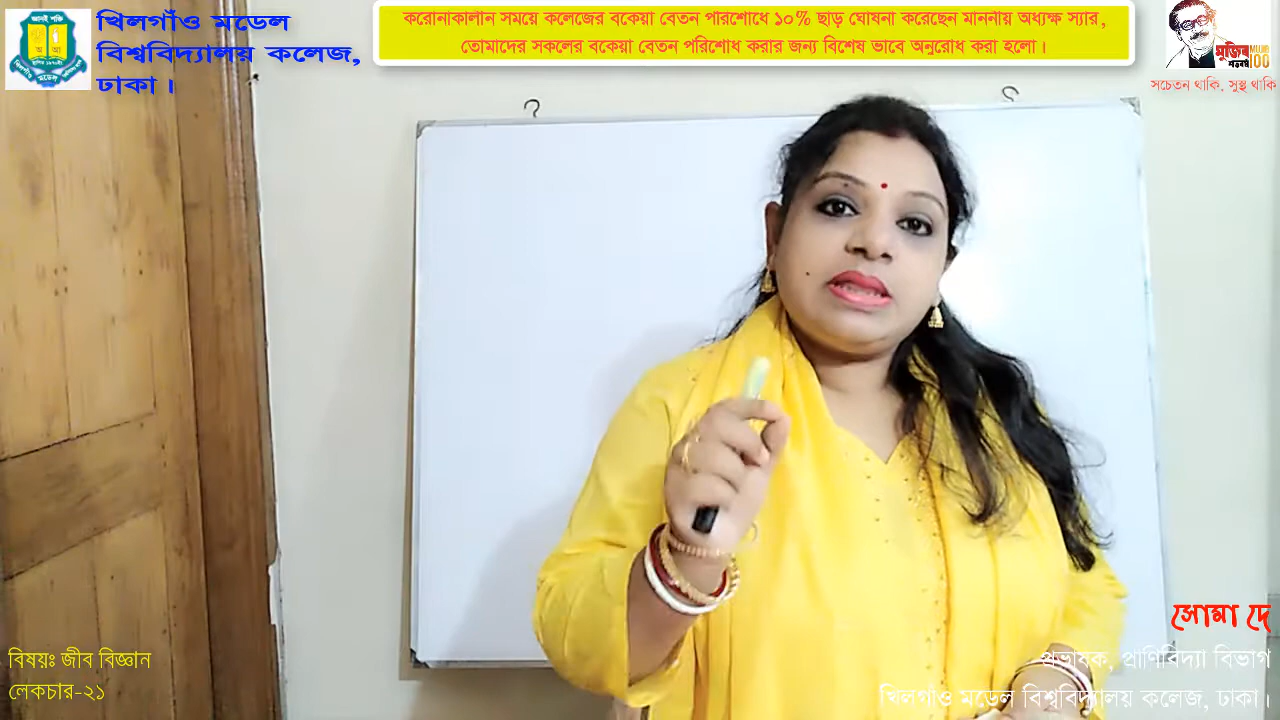 খিলগাঁও মডেল
বিশ্ববিদ্যালয় কলেজ,
ঢাকা।
করোনাকালীন সময়ে কলেজের বকেয়া বেতন পরিশোধে ১০% ছাড় ঘোষনা করেছেন মাননীয় অধ্যক্ষ স্যার,
তোমাদের সকলের বকেয়া বেতন পরিশোধ করার জন্য বিশেষ ভাবে অনুরোধ করা হলো।
মুজিব
শতবর্ষ
100
সচেতন থাকি, সুস্থ থাকি
সোমা দে
প্রভাষক, প্রাণিবিদ্যা বিভাগ
খিলগাঁও মডেল বিশ্ববিদ্যালয় কলেজ, ঢাকা।
বিষয়ঃ জীব বিজ্ঞান
লেকচার-২১